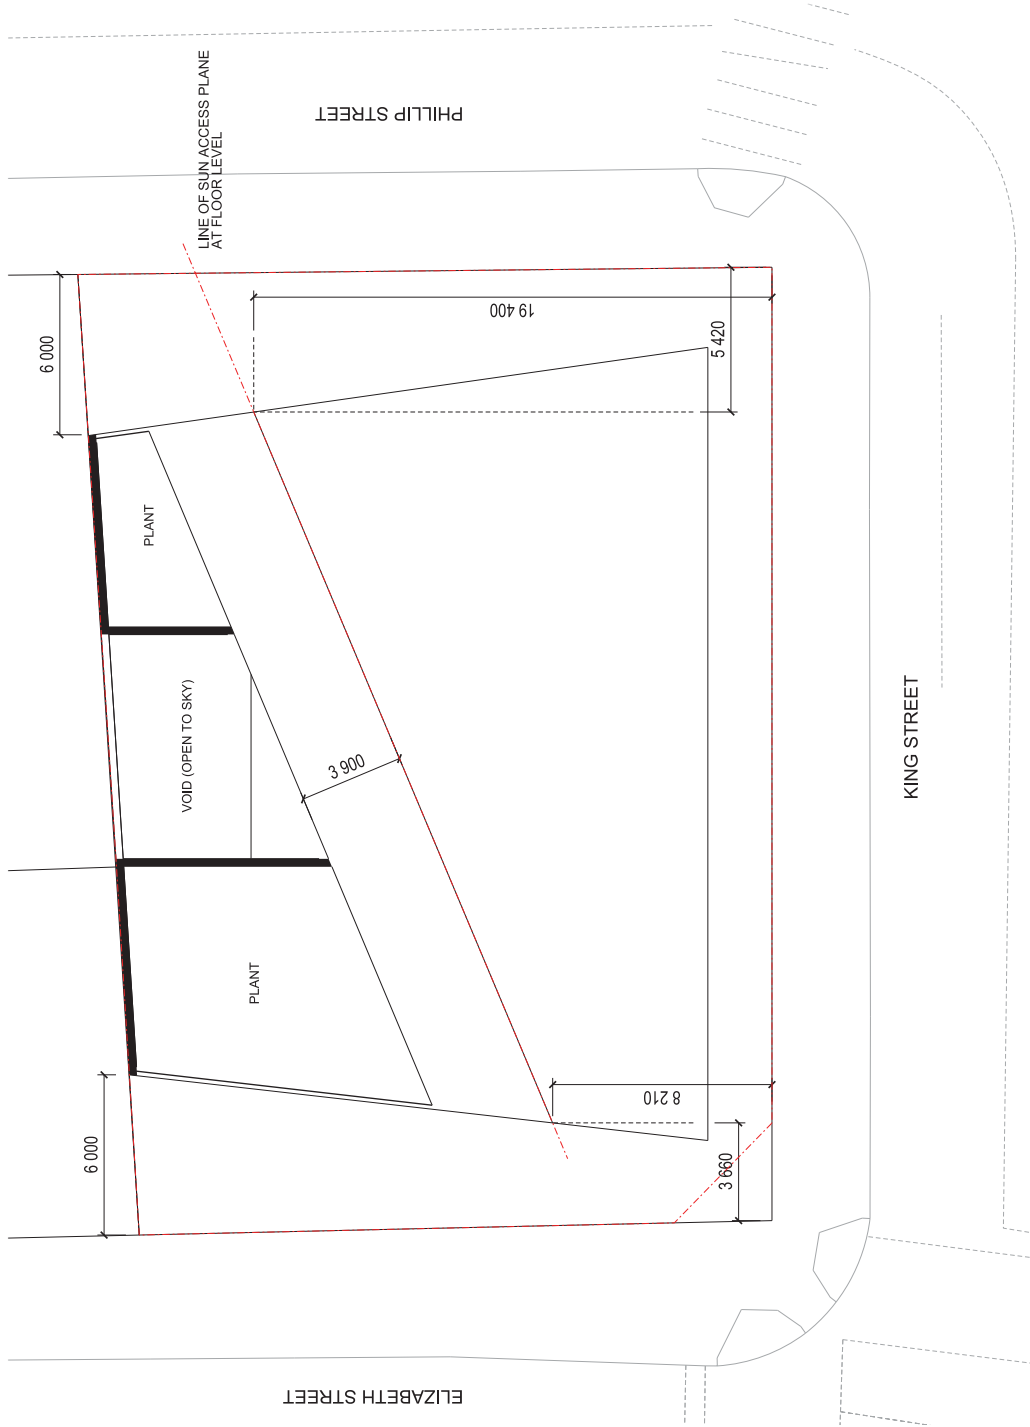 PHILLIP STREET
LINE OF SUN ACCESS PLANE
AT FLOOR LEVEL
6 000
19 400
5 420
PLANT
VOID (OPEN TO SKY)
3 900
KING STREET
PLANT
8 210
6 000
3 660
ELIZABETH STREET